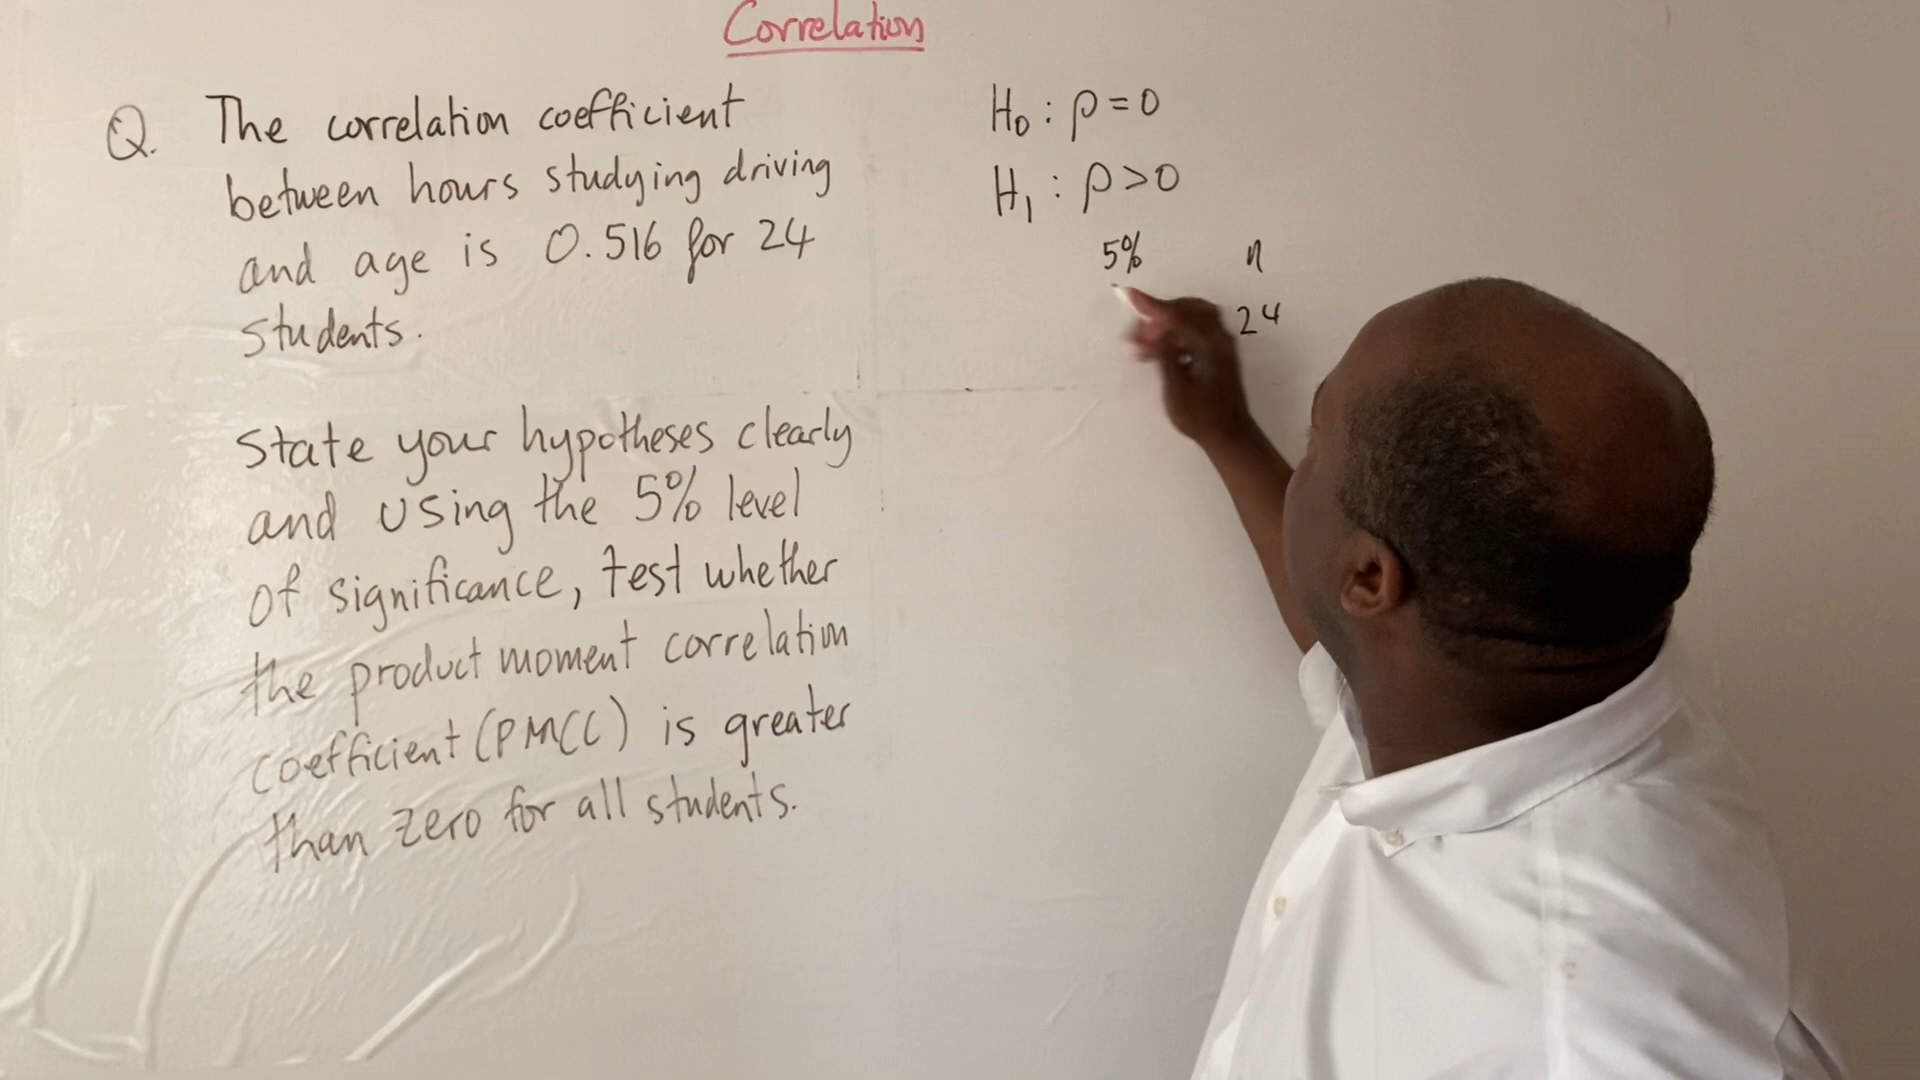 Correlation
Q. The correlation coefficient
between hours studying driving
and age is 0.516 for 24
students.
State your hypotheses clearly
and using the 5% level
of significance, test whether
the product moment correlation
coefficient (PMCC) is greater
than zero for all students.
H₀ : ρ = 0
H₁ : ρ > 0
5% n
24